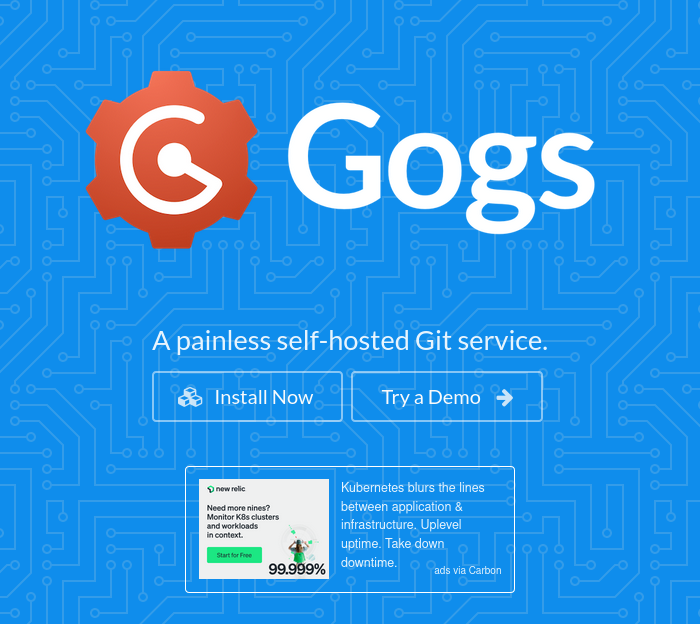 Gogs
A painless self-hosted Git service.
Install Now
Try a Demo
new relic
Need more nines?
Monitor K8s clusters
and workloads
in context.
Start for Free
99.999%
Kubernetes blurs the lines
between application &
infrastructure. Uplevel
uptime. Take down
downtime.
ads via Carbon